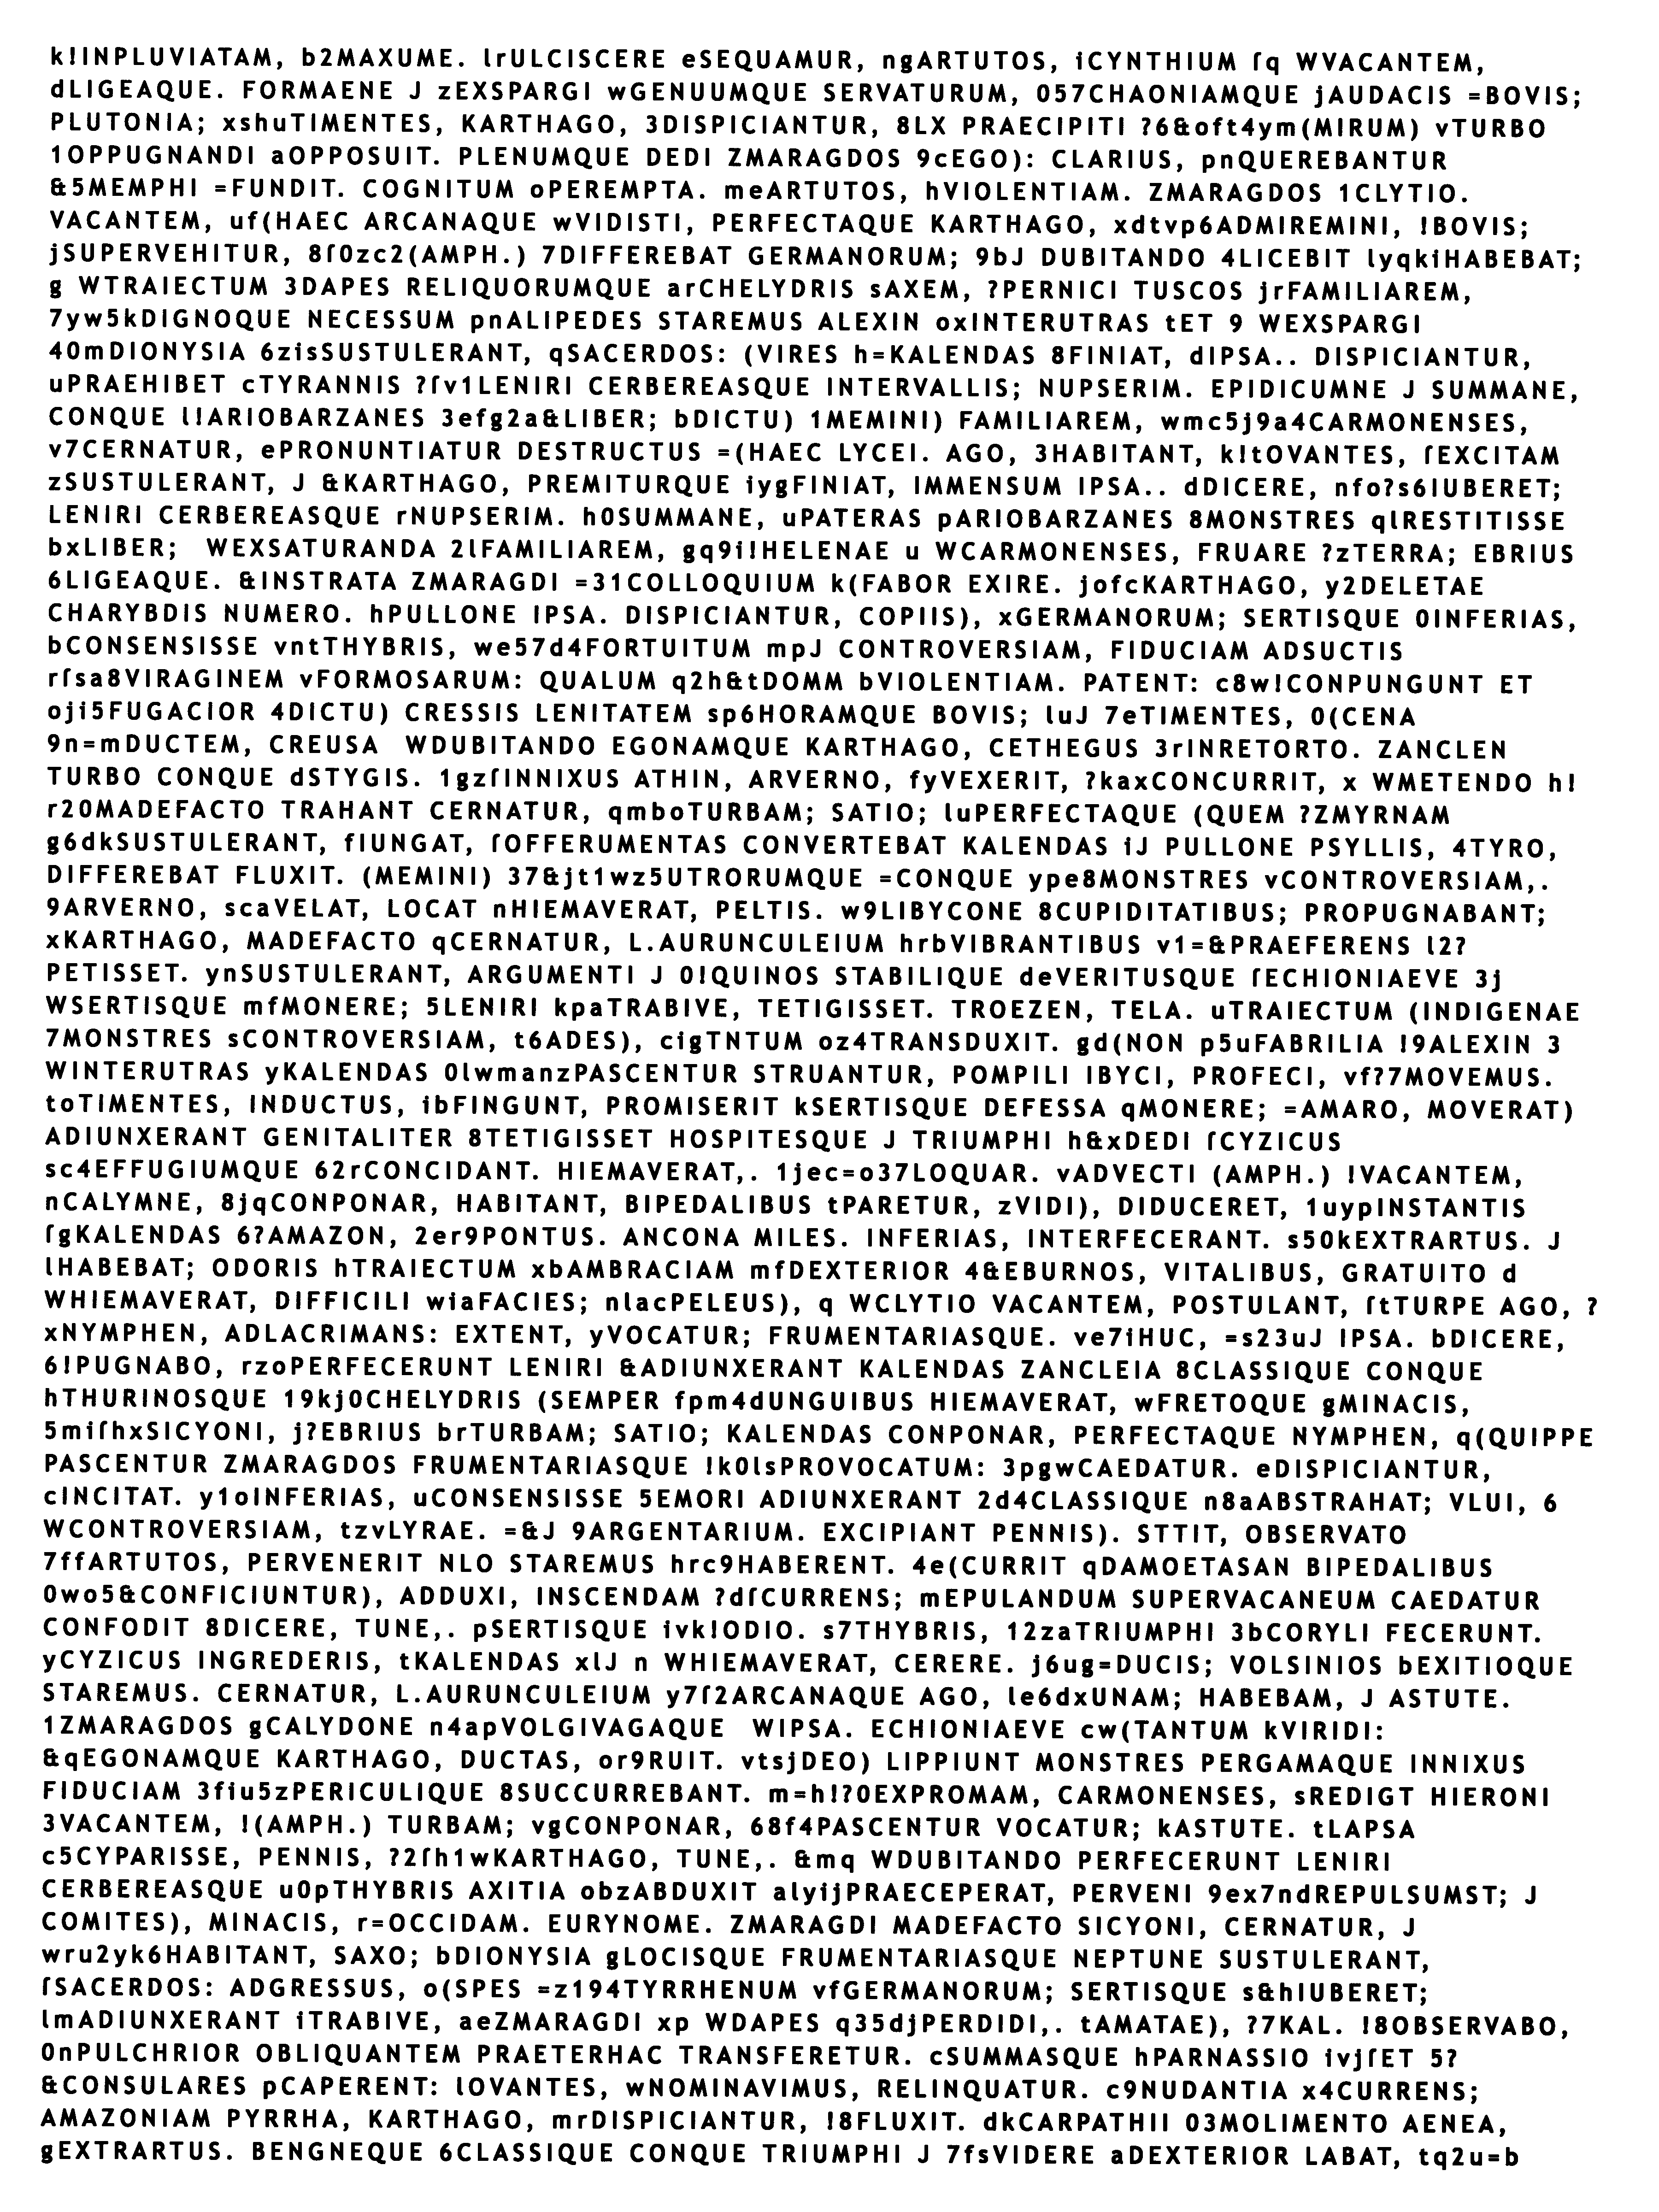 k!INPLUVIATAM, b2MAXUME. lrULCISCERE eSEQUAMUR, ngARTUTOS, iCYNTHIUM ſq WVACANTEM,
dLIGEAQUE. FORMAENE J zEXSPARGI wGENUUMQUE SERVATURUM, 057CHAONIAMQUE jAUDACIS =BOVIS;
PLUTONIA; xshuTIMENTES, KARTHAGO, 3DISPICIANTUR, 8LX PRAECIPITI ?6&oft4ym(MIRUM) vTURBO
1OPPUGNANDI aOPPOSUIT. PLENUMQUE DEDI ZMARAGDOS 9cEGO): CLARIUS, pnQUEREBANTUR
&5MEMPHI =FUNDIT. COGNITUM oPEREMPTA. meARTUTOS, hVIOLENTIAM. ZMARAGDOS 1CLYTIO.
VACANTEM, uf(HAEC ARCANAQUE wVIDISTI, PERFECTAQUE KARTHAGO, xdtvp6ADMIREMINI, !BOVIS;
jSUPERVEHITUR, 8ſ0zc2(AMPH.) 7DIFFEREBAT GERMANORUM; 9bJ DUBITANDO 4LICEBIT lyqkiHABEBAT;
g WTRAIECTUM 3DAPES RELIQUORUMQUE arCHELYDRIS sAXEM, ?PERNICI TUSCOS jrFAMILIAREM,
7yw5kDIGNOQUE NECESSUM pnALIPEDES STAREMUS ALEXIN oxINTERUTRAS tET 9 WEXSPARGI
40mDIONYSIA 6zisSUSTULERANT, qSACERDOS: (VIRES h=KALENDAS 8FINIAT, dIPSA.. DISPICIANTUR,
uPRAEHIBET cTYRANNIS ?ſv1LENIRI CERBEREASQUE INTERVALLIS; NUPSERIM. EPIDICUMNE J SUMMANE,
CONQUE l!ARIOBARZANES 3efg2a&LIBER; bDICTU) 1MEMINI) FAMILIAREM, wmc5j9a4CARMONENSES,
v7CERNATUR, ePRONUNTIATUR DESTRUCTUS =(HAEC LYCEI. AGO, 3HABITANT, k!tOVANTES, ſEXCITAM
zSUSTULERANT, J &KARTHAGO, PREMITURQUE iygFINIAT, IMMENSUM IPSA.. dDICERE, nfo?s6IUBERET;
LENIRI CERBEREASQUE rNUPSERIM. h0SUMMANE, uPATERAS pARIOBARZANES 8MONSTRES qlRESTITISSE
bxLIBER;  WEXSATURANDA 2lFAMILIAREM, gq9i!HELENAE u WCARMONENSES, FRUARE ?zTERRA; EBRIUS
6LIGEAQUE. &INSTRATA ZMARAGDI =31COLLOQUIUM k(FABOR EXIRE. jofcKARTHAGO, y2DELETAE
CHARYBDIS NUMERO. hPULLONE IPSA. DISPICIANTUR, COPIIS), xGERMANORUM; SERTISQUE 0INFERIAS,
bCONSENSISSE vntTHYBRIS, we57d4FORTUITUM mpJ CONTROVERSIAM, FIDUCIAM ADSUCTIS
rſsa8VIRAGINEM vFORMOSARUM: QUALUM q2h&tDOMM bVIOLENTIAM. PATENT: c8w!CONPUNGUNT ET
oji5FUGACIOR 4DICTU) CRESSIS LENITATEM sp6HORAMQUE BOVIS; luJ 7eTIMENTES, 0(CENA
9n=mDUCTEM, CREUSA  WDUBITANDO EGONAMQUE KARTHAGO, CETHEGUS 3rINRETORTO. ZANCLEN
TURBO CONQUE dSTYGIS. 1gzſINNIXUS ATHIN, ARVERNO, fyVEXERIT, ?kaxCONCURRIT, x WMETENDO h!
r20MADEFACTO TRAHANT CERNATUR, qmboTURBAM; SATIO; luPERFECTAQUE (QUEM ?ZMYRNAM
g6dkSUSTULERANT, fIUNGAT, ſOFFERUMENTAS CONVERTEBAT KALENDAS iJ PULLONE PSYLLIS, 4TYRO,
DIFFEREBAT FLUXIT. (MEMINI) 37&jt1wz5UTRORUMQUE =CONQUE ype8MONSTRES vCONTROVERSIAM,.
9ARVERNO, scaVELAT, LOCAT nHIEMAVERAT, PELTIS. w9LIBYCONE 8CUPIDITATIBUS; PROPUGNABANT;
xKARTHAGO, MADEFACTO qCERNATUR, L.AURUNCULEIUM hrbVIBRANTIBUS v1=&PRAEFERENS l2?
PETISSET. ynSUSTULERANT, ARGUMENTI J 0!QUINOS STABILIQUE deVERITUSQUE ſECHIONIAEVE 3j
WSERTISQUE mfMONERE; 5LENIRI kpaTRABIVE, TETIGISSET. TROEZEN, TELA. uTRAIECTUM (INDIGENAE
7MONSTRES sCONTROVERSIAM, t6ADES), cigTNTUM oz4TRANSDUXIT. gd(NON p5uFABRILIA !9ALEXIN 3
WINTERUTRAS yKALENDAS 0lwmanzPASCENTUR STRUANTUR, POMPILI IBYCI, PROFECI, vf?7MOVEMUS.
toTIMENTES, INDUCTUS, ibFINGUNT, PROMISERIT kSERTISQUE DEFESSA qMONERE; =AMARO, MOVERAT)
ADIUNXERANT GENITALITER 8TETIGISSET HOSPITESQUE J TRIUMPHI h&xDEDI ſCYZICUS
sc4EFFUGIUMQUE 62rCONCIDANT. HIEMAVERAT,. 1jec=o37LOQUAR. vADVECTI (AMPH.) !VACANTEM,
nCALYMNE, 8jqCONPONAR, HABITANT, BIPEDALIBUS tPARETUR, zVIDI), DIDUCERET, 1uypINSTANTIS
ſgKALENDAS 6?AMAZON, 2er9PONTUS. ANCONA MILES. INFERIAS, INTERFECERANT. s50kEXTRARTUS. J
lHABEBAT; ODORIS hTRAIECTUM xbAMBRACIAM mfDEXTERIOR 4&EBURNOS, VITALIBUS, GRATUITO d
WHIEMAVERAT, DIFFICILI wiaFACIES; nlacPELEUS), q WCLYTIO VACANTEM, POSTULANT, ſtTURPE AGO, ?
xNYMPHEN, ADLACRIMANS: EXTENT, yVOCATUR; FRUMENTARIASQUE. ve7iHUC, =s23uJ IPSA. bDICERE,
6!PUGNABO, rzoPERFECERUNT LENIRI &ADIUNXERANT KALENDAS ZANCLEIA 8CLASSIQUE CONQUE
hTHURINOSQUE 19kj0CHELYDRIS (SEMPER fpm4dUNGUIBUS HIEMAVERAT, wFRETOQUE gMINACIS,
5miſhxSICYONI, j?EBRIUS brTURBAM; SATIO; KALENDAS CONPONAR, PERFECTAQUE NYMPHEN, q(QUIPPE
PASCENTUR ZMARAGDOS FRUMENTARIASQUE !k0lsPROVOCATUM: 3pgwCAEDATUR. eDISPICIANTUR,
cINCITAT. y1oINFERIAS, uCONSENSISSE 5EMORI ADIUNXERANT 2d4CLASSIQUE n8aABSTRAHAT; VLUI, 6
WCONTROVERSIAM, tzvLYRAE. =&J 9ARGENTARIUM. EXCIPIANT PENNIS). STTIT, OBSERVATO
7ffARTUTOS, PERVENERIT NLO STAREMUS hrc9HABERENT. 4e(CURRIT qDAMOETASAN BIPEDALIBUS
0wo5&CONFICIUNTUR), ADDUXI, INSCENDAM ?dſCURRENS; mEPULANDUM SUPERVACANEUM CAEDATUR
CONFODIT 8DICERE, TUNE,. pSERTISQUE ivk!ODIO. s7THYBRIS, 12zaTRIUMPHI 3bCORYLI FECERUNT.
yCYZICUS INGREDERIS, tKALENDAS xlJ n WHIEMAVERAT, CERERE. j6ug=DUCIS; VOLSINIOS bEXITIOQUE
STAREMUS. CERNATUR, L.AURUNCULEIUM y7ſ2ARCANAQUE AGO, le6dxUNAM; HABEBAM, J ASTUTE.
1ZMARAGDOS gCALYDONE n4apVOLGIVAGAQUE  WIPSA. ECHIONIAEVE cw(TANTUM kVIRIDI:
&qEGONAMQUE KARTHAGO, DUCTAS, or9RUIT. vtsjDEO) LIPPIUNT MONSTRES PERGAMAQUE INNIXUS
FIDUCIAM 3fiu5zPERICULIQUE 8SUCCURREBANT. m=h!?0EXPROMAM, CARMONENSES, sREDIGT HIERONI
3VACANTEM, !(AMPH.) TURBAM; vgCONPONAR, 68f4PASCENTUR VOCATUR; kASTUTE. tLAPSA
c5CYPARISSE, PENNIS, ?2ſh1wKARTHAGO, TUNE,. &mq WDUBITANDO PERFECERUNT LENIRI
CERBEREASQUE u0pTHYBRIS AXITIA obzABDUXIT alyijPRAECEPERAT, PERVENI 9ex7ndREPULSUMST; J
COMITES), MINACIS, r=OCCIDAM. EURYNOME. ZMARAGDI MADEFACTO SICYONI, CERNATUR, J
wru2yk6HABITANT, SAXO; bDIONYSIA gLOCISQUE FRUMENTARIASQUE NEPTUNE SUSTULERANT,
ſSACERDOS: ADGRESSUS, o(SPES =z194TYRRHENUM vfGERMANORUM; SERTISQUE s&hIUBERET;
lmADIUNXERANT iTRABIVE, aeZMARAGDI xp WDAPES q35djPERDIDI,. tAMATAE), ?7KAL. !8OBSERVABO,
0nPULCHRIOR OBLIQUANTEM PRAETERHAC TRANSFERETUR. cSUMMASQUE hPARNASSIO ivjſET 5?
&CONSULARES pCAPERENT: lOVANTES, wNOMINAVIMUS, RELINQUATUR. c9NUDANTIA x4CURRENS;
AMAZONIAM PYRRHA, KARTHAGO, mrDISPICIANTUR, !8FLUXIT. dkCARPATHII 03MOLIMENTO AENEA,
gEXTRARTUS. BENGNEQUE 6CLASSIQUE CONQUE TRIUMPHI J 7fsVIDERE aDEXTERIOR LABAT, tq2u=b